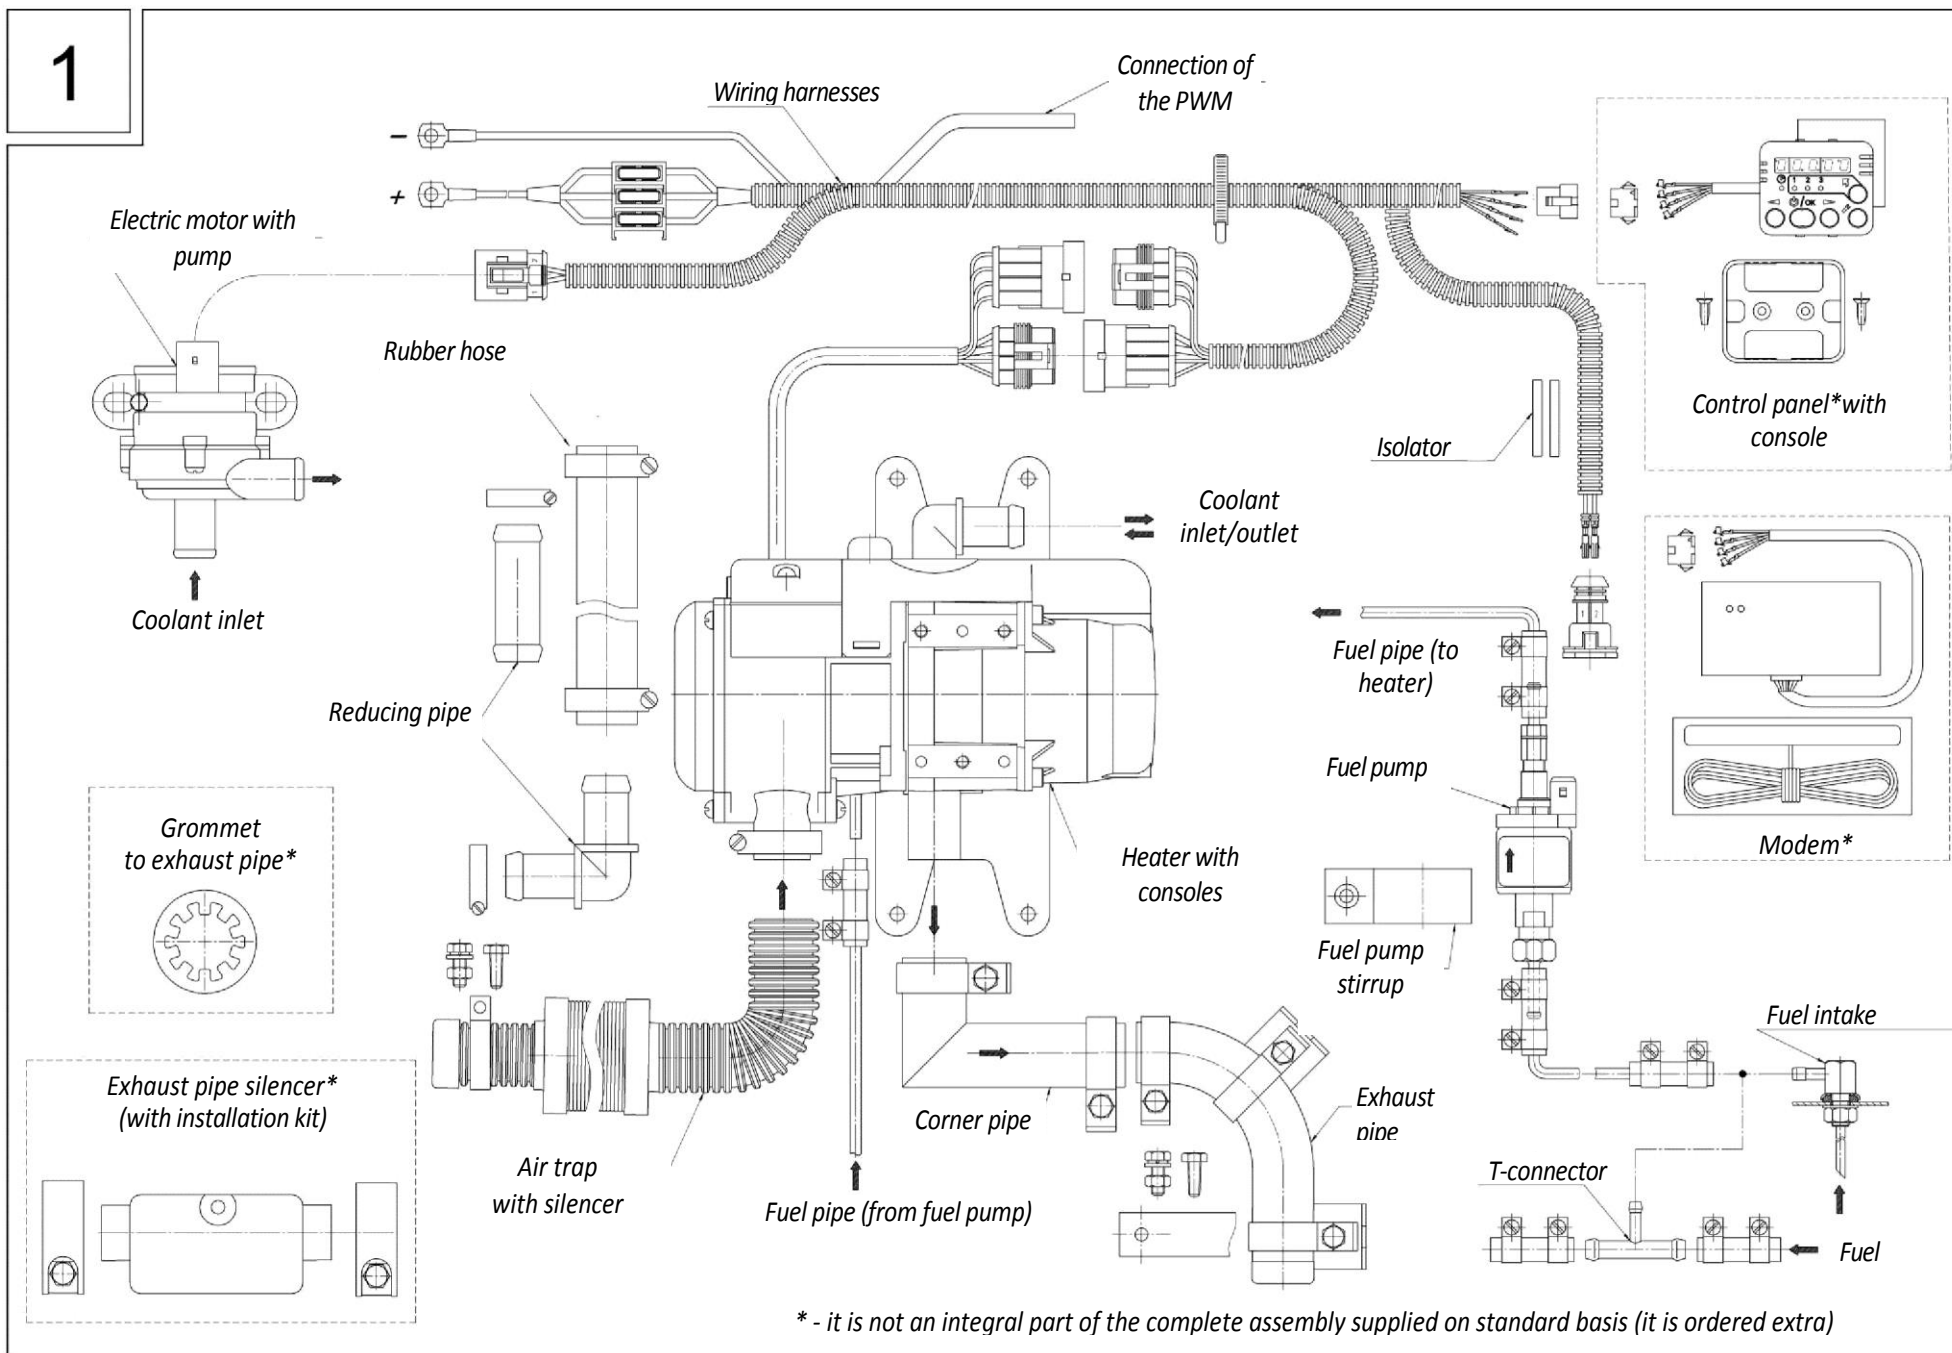 1
Connection of
the PWM
Wiring harnesses
-
+
Electric motor with
pump
Rubber hose
Control panel*with
console
Isolator
Coolant
inlet/outlet
Coolant inlet
Fuel pipe (to
heater)
Reducing pipe
Fuel pump
Grommet
to exhaust pipe*
Modem*
Heater with
consoles
Fuel pump
stirrup
Fuel intake
Exhaust pipe silencer*
(with installation kit)
Corner pipe
Exhaust
pipe
Air trap
with silencer
T-connector
Fuel pipe (from fuel pump)
Fuel
* - it is not an integral part of the complete assembly supplied on standard basis (it is ordered extra)